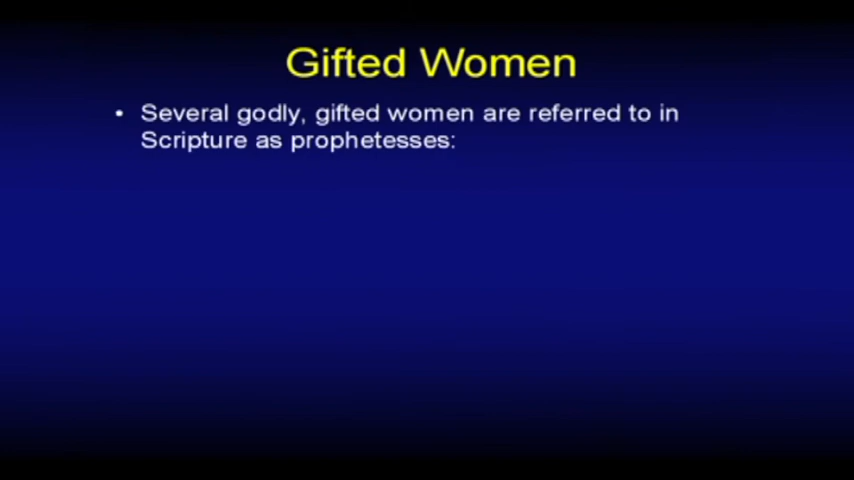 Gifted Women
• Several godly, gifted women are referred to in
Scripture as prophetesses: